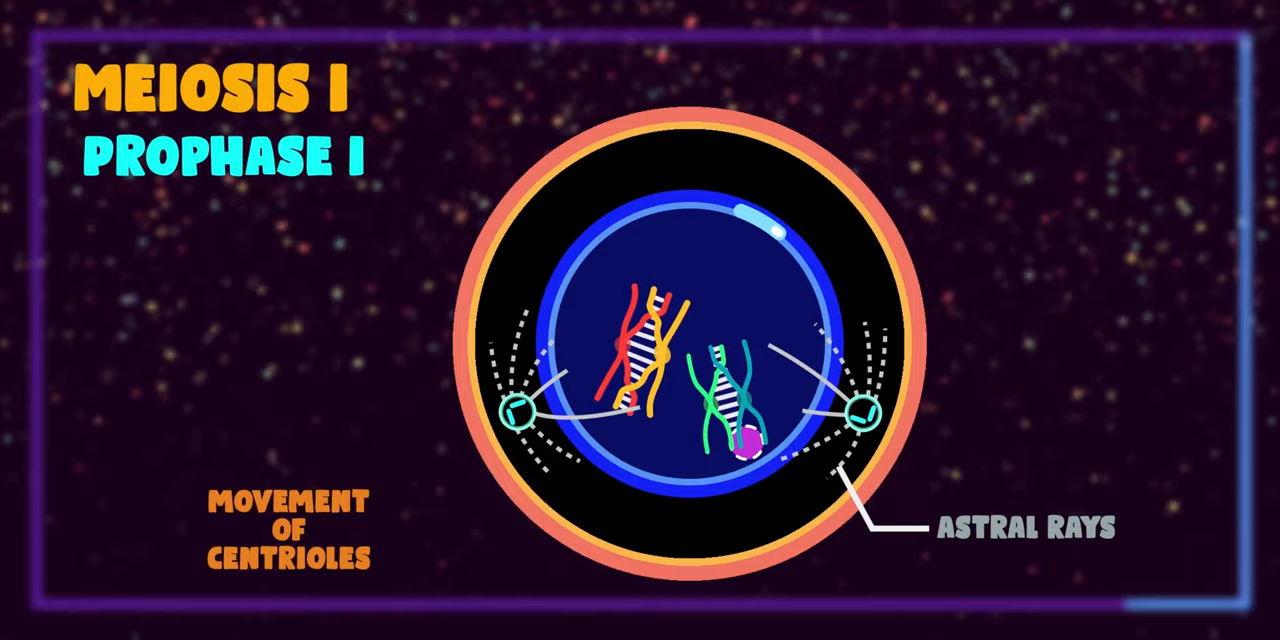 MEIOSIS I
PROPHASE I
MOVEMENT
OF
CENTRIOLES
ASTRAL RAYS